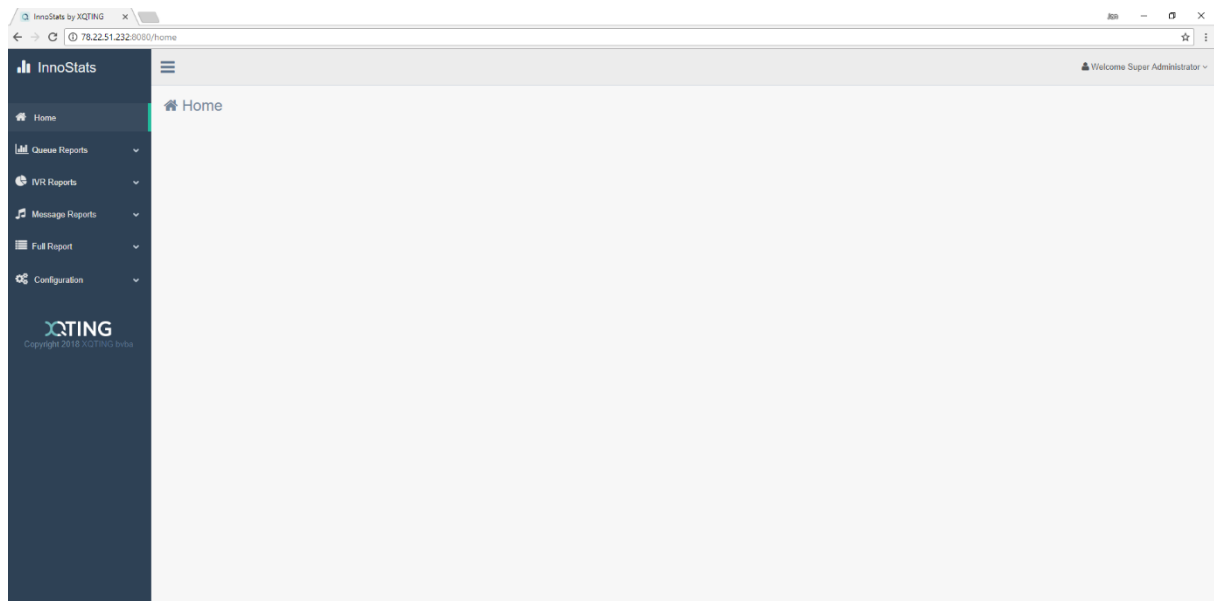 InnoStats by XQTING
78.22.51.232:8080/home
InnoStats
Welcome Super Administrator
Home
Home
Queue Reports
IVR Reports
Message Reports
Full Report
Configuration
XQTING
Copyright 2018 XQTING bvba